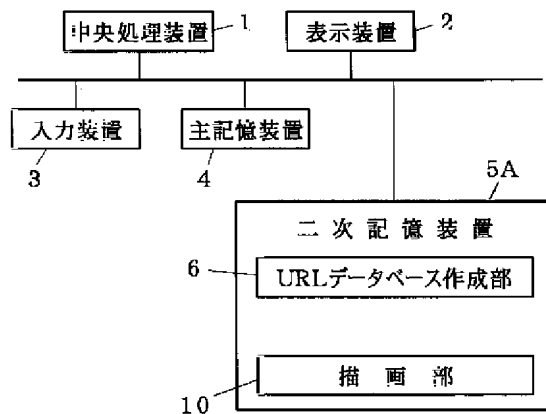 1
2
中央処理装置
表示装置
入力装置
主記憶装置
3
4
5A
二次記憶装置
6
URLデータベース作成部
描画部
10